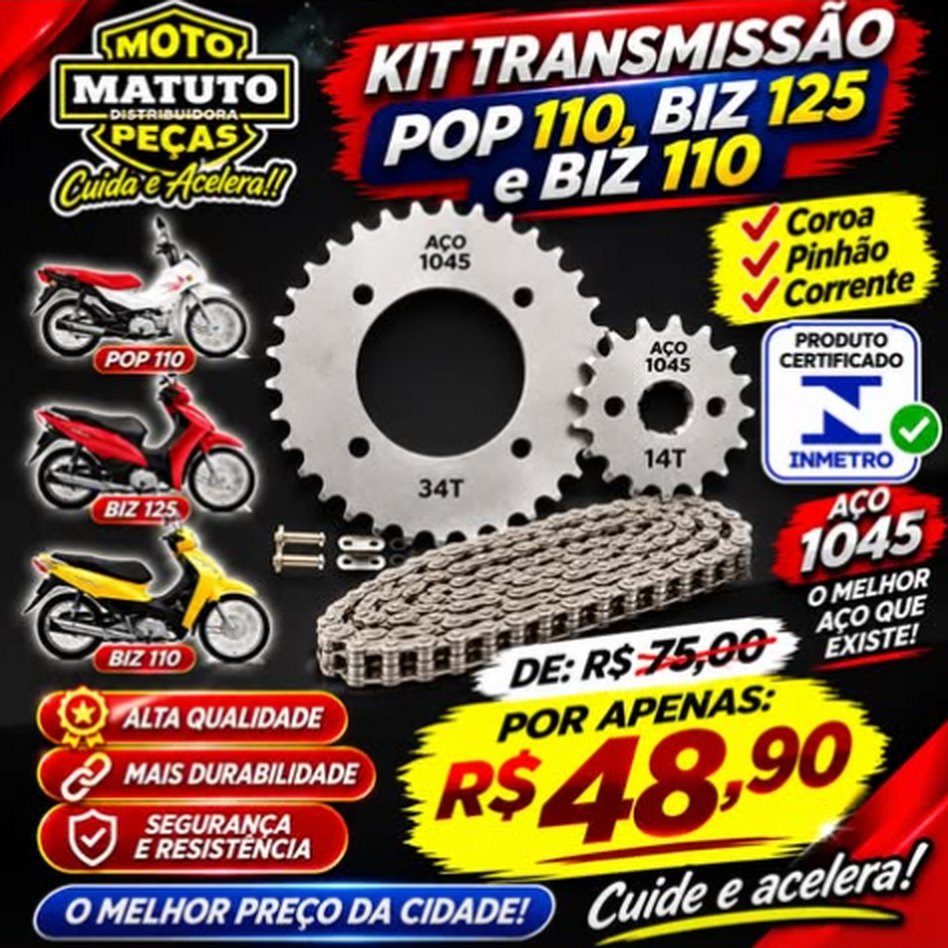 MOTO
MATUTO
DISTRIBUIDORA
PEÇAS
Cuida e Acelera!!
KIT TRANSMISSÃO
POP 110, BIZ 125
e BIZ 110
Coroa
Pinhão
Corrente
AÇO
1045
34T
AÇO
1045
14T
PRODUTO
CERTIFICADO
INMETRO
POP 110
BIZ 125
BIZ 110
AÇO
1045
O MELHOR
AÇO QUE
EXISTE!
DE: R$ 75,00
POR APENAS:
R$48,90
ALTA QUALIDADE
MAIS DURABILIDADE
SEGURANÇA
E RESISTÊNCIA
O MELHOR PREÇO DA CIDADE!
Cuide e acelera!